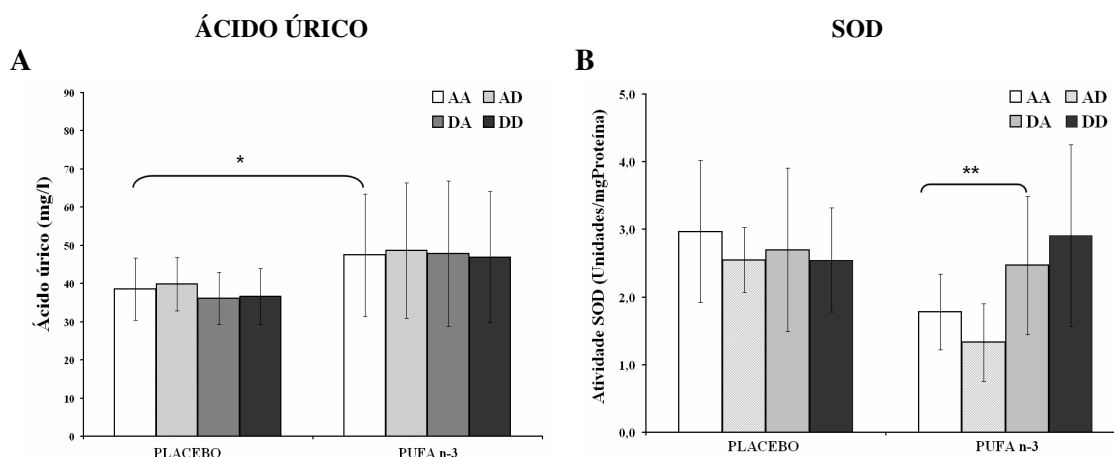 ÁCIDO ÚRICO
SOD
A
B
Ácido úrico (mg/l)
90
80
70
60
50
40
30
20
10
0
AA AD
DA DD
*
PLACEBO PUFA n-3
Atividade SOD (Unidades/mgProteína)
5,0
4,0
3,0
2,0
1,0
0,0
AA AD
DA DD
**
PLACEBO PUFA n-3